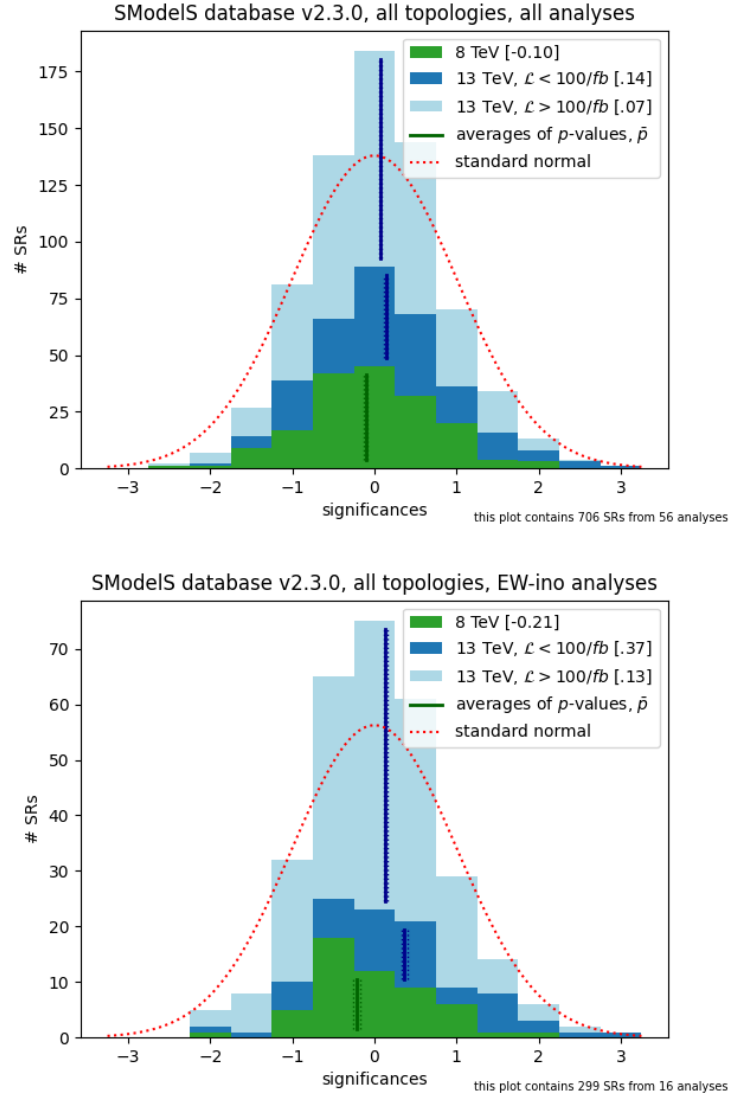 SModelS database v2.3.0, all topologies, all analyses
8 TeV [-0.10]
13 TeV, ℒ < 100/fb [.14]
13 TeV, ℒ > 100/fb [.07]
averages of p-values, p̄
standard normal
# SRs
175
150
125
100
75
50
25
0
−3 −2 −1 0 1 2 3
significances
this plot contains 706 SRs from 56 analyses
SModelS database v2.3.0, all topologies, EW-ino analyses
8 TeV [-0.21]
13 TeV, ℒ < 100/fb [.37]
13 TeV, ℒ > 100/fb [.13]
averages of p-values, p̄
standard normal
# SRs
70
60
50
40
30
20
10
0
−3 −2 −1 0 1 2 3
significances
this plot contains 299 SRs from 16 analyses